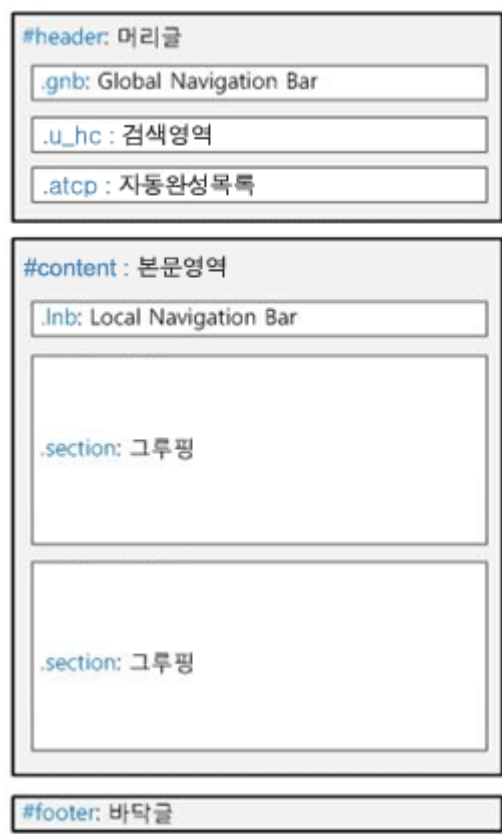 #header: 머리글
.gnb: Global Navigation Bar
.u_hc : 검색영역
.atcp : 자동완성목록
#content : 본문영역
.lnb: Local Navigation Bar
.section: 그루핑
.section: 그루핑
#footer: 바닥글